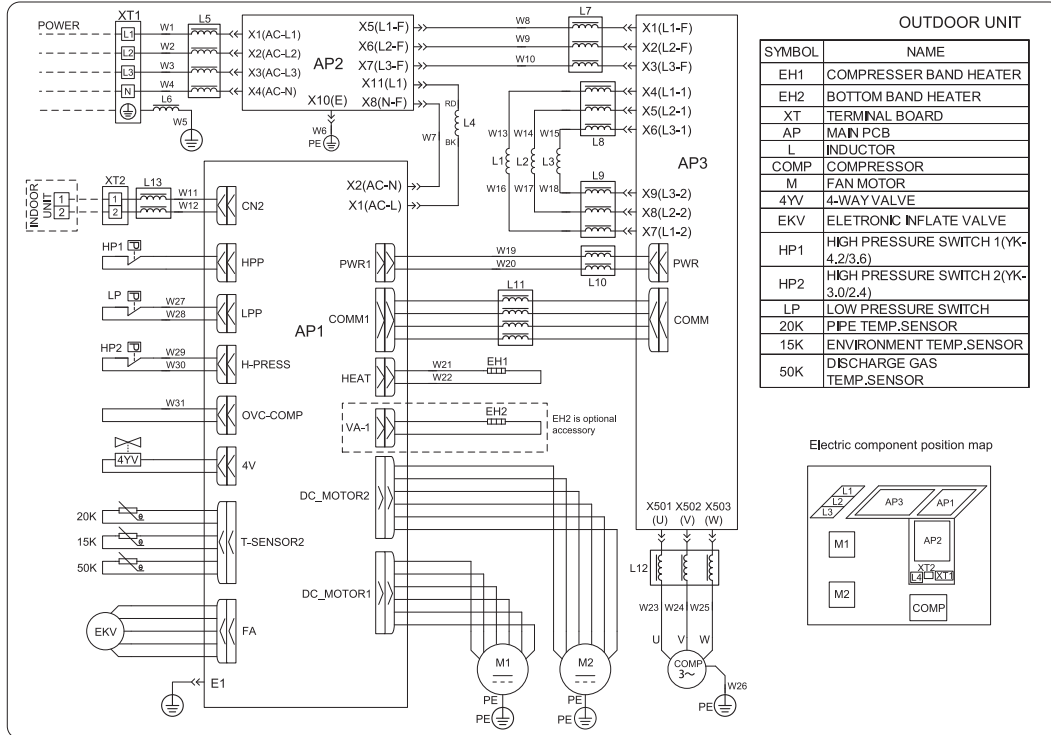 OUTDOOR UNIT
POWER
XT1
L1
L2
L3
N
W1
W2
W3
W4
L5
L6
W5
X1(AC-L1)
X2(AC-L2)
X3(AC-L3)
X4(AC-N)
AP2
X5(L1-F)
X6(L2-F)
X7(L3-F)
X11(L1)
X8(N-F)
X10(E)
W6
PE
W7
RD
L4
BK
W8
W9
W10
L7
X1(L1-F)
X2(L2-F)
X3(L3-F)
X4(L1-1)
X5(L2-1)
X6(L3-1)
L8
W13 W14 W15
L1 L2 L3
W16 W17 W18
L9
AP3
X9(L3-2)
X8(L2-2)
X7(L1-2)
INDOOR UNIT
1
2
XT2
1
2
L13
W11
W12
CN2
X2(AC-N)
X1(AC-L)
HP1
P
HPP
LP
P
W27
W28
LPP
HP2
P
W29
W30
H-PRESS
W31
OVC-COMP
4YV
4V
20K
15K
50K
θ
θ
θ
T-SENSOR2
EKV
FA
E1
AP1
PWR1
W19
W20
L10
PWR
COMM1
L11
COMM
HEAT
W21
W22
EH1
VA-1
EH2
EH2 is optional
accessory
DC_MOTOR2
DC_MOTOR1
M1
PE
PE
M2
PE
PE
X501 X502 X503
(U) (V) (W)
L12
W23 W24 W25
U V W
COMP
3~
W26
PE
SYMBOL NAME
EH1 COMPRESSER BAND HEATER
EH2 BOTTOM BAND HEATER
XT TERMINAL BOARD
AP MAIN PCB
L INDUCTOR
COMP COMPRESSOR
M FAN MOTOR
4YV 4-WAY VALVE
EKV ELETRONIC INFLATE VALVE
HP1 HIGH PRESSURE SWITCH 1(YK-
4.2/3.6)
HP2 HIGH PRESSURE SWITCH 2(YK-
3.0/2.4)
LP LOW PRESSURE SWITCH
20K PIPE TEMP.SENSOR
15K ENVIRONMENT TEMP.SENSOR
50K DISCHARGE GAS
TEMP.SENSOR
Electric component position map
L1
L2
L3
AP3
AP1
AP2
M1
XT2
L4
XT1
M2
COMP